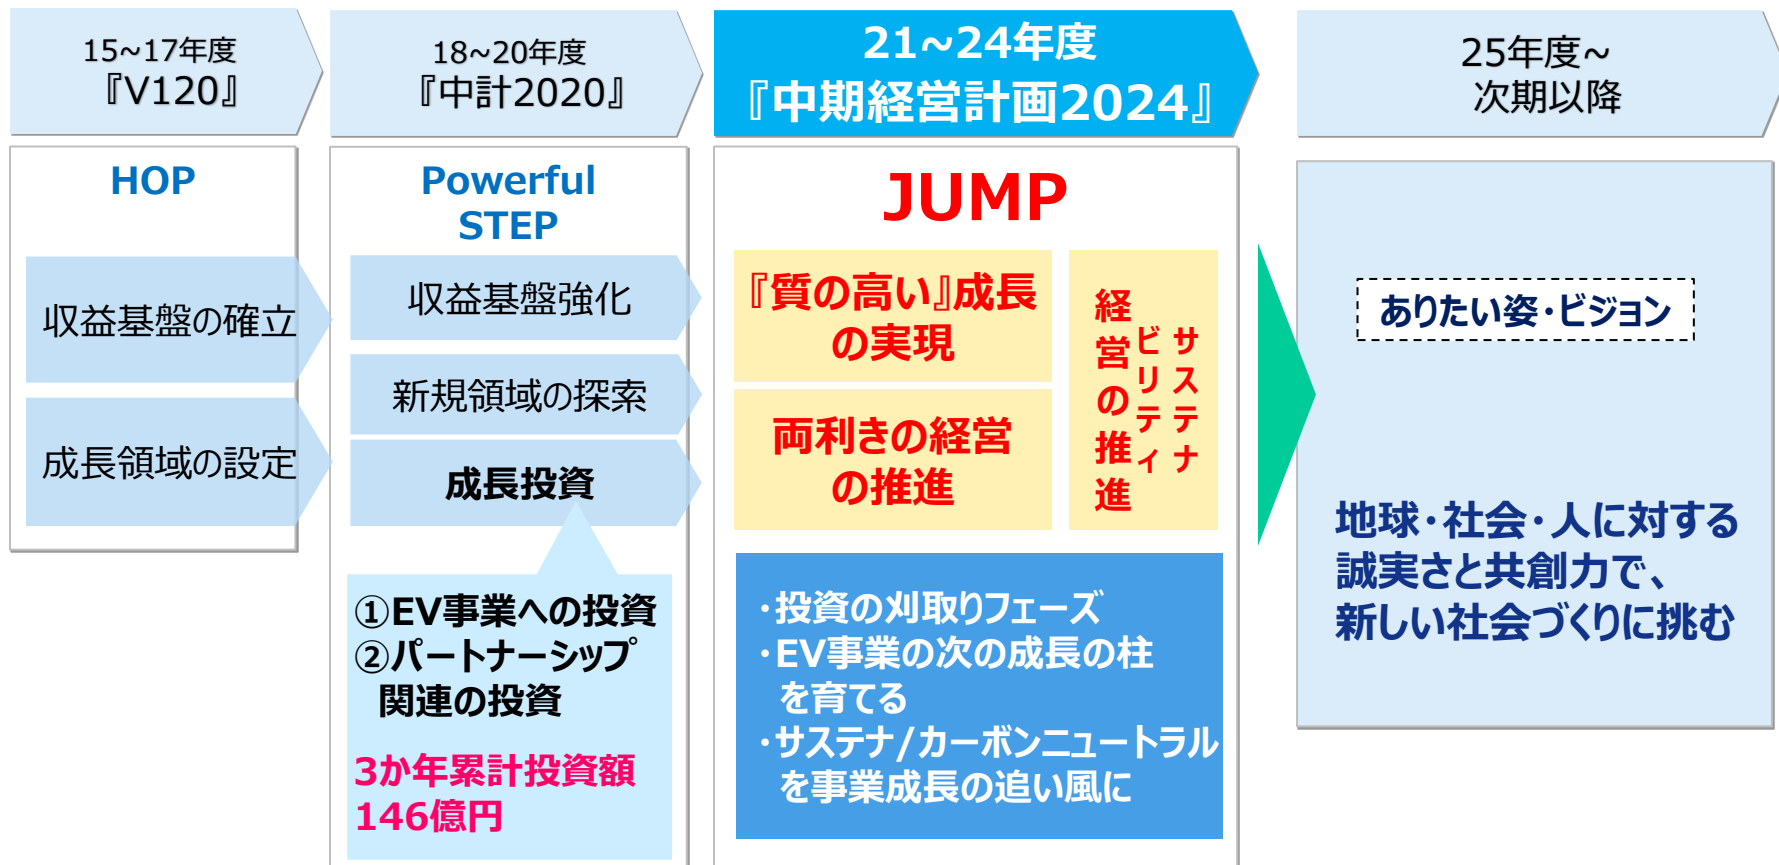 15~17年度
『V120』
18~20年度
『中計2020』
21~24年度
『中期経営計画2024』
25年度~
次期以降
HOP
収益基盤の確立
成長領域の設定
Powerful
STEP
収益基盤強化
新規領域の探索
成長投資
①EV事業への投資
②パートナーシップ
関連の投資
3か年累計投資額
146億円
JUMP
『質の高い』成長
の実現
両利きの経営
の推進
サステナ
ビリティ
経営の推進
・投資の刈取りフェーズ
・EV事業の次の成長の柱
を育てる
・サステナ/カーボンニュートラル
を事業成長の追い風に
ありたい姿・ビジョン
地球・社会・人に対する
誠実さと共創力で、
新しい社会づくりに挑む